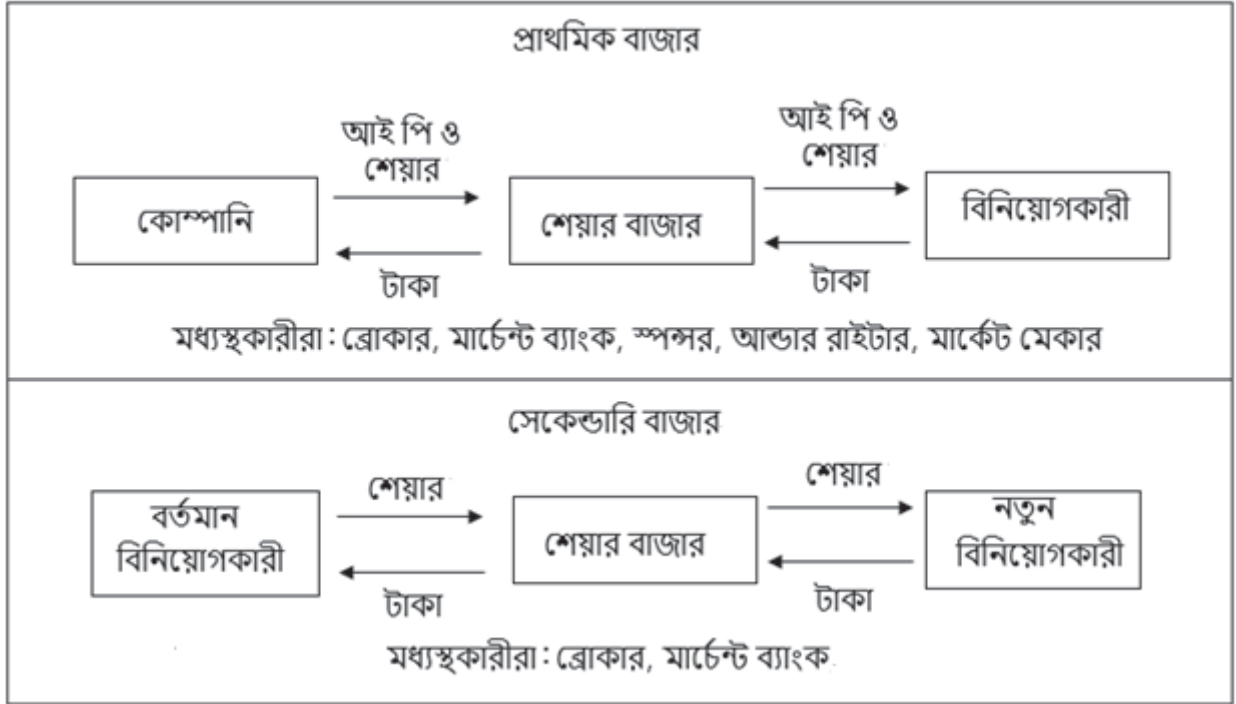 প্রাথমিক বাজার
আই পি ও
শেয়ার
আই পি ও
শেয়ার
কোম্পানি
শেয়ার বাজার
বিনিয়োগকারী
টাকা
টাকা
মধ্যস্থকারীরা : ব্রোকার, মার্চেন্ট ব্যাংক, স্পন্সর, আন্ডার রাইটার, মার্কেট মেকার
সেকেন্ডারি বাজার
শেয়ার
শেয়ার
বর্তমান
বিনিয়োগকারী
শেয়ার বাজার
নতুন
বিনিয়োগকারী
টাকা
টাকা
মধ্যস্থকারীরা : ব্রোকার, মার্চেন্ট ব্যাংক